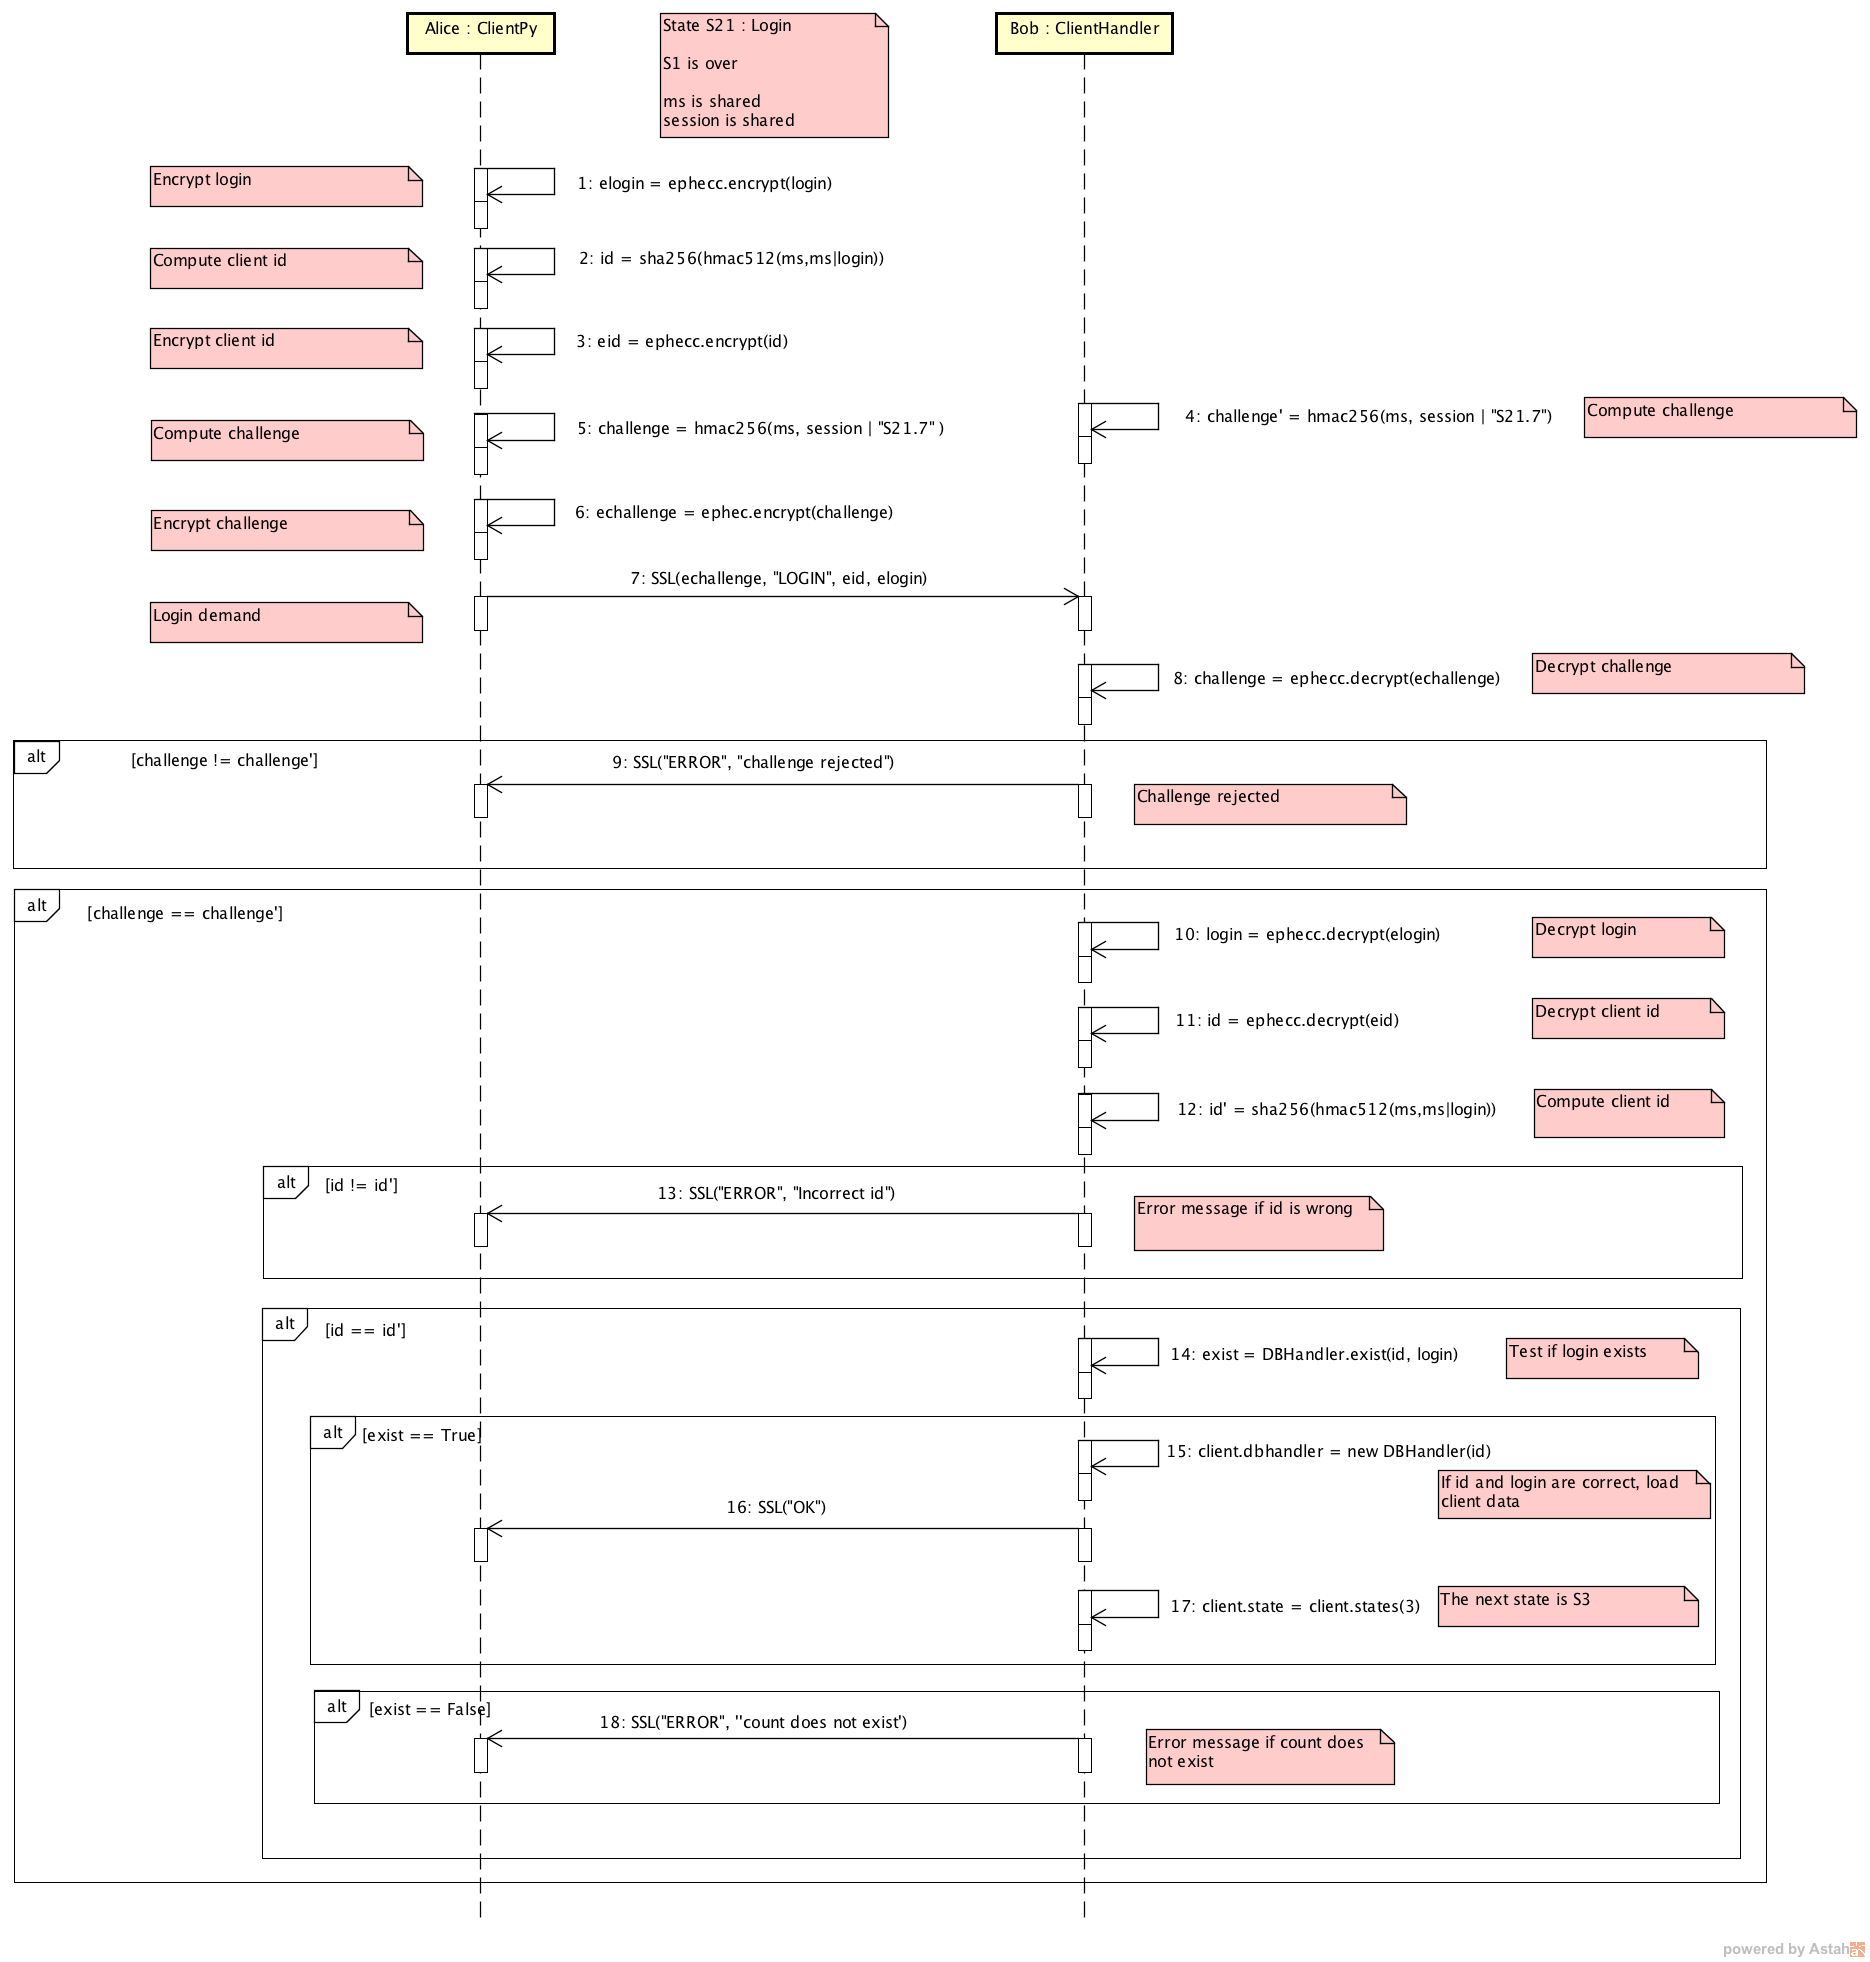 Alice : ClientPy
State S21 : Login
S1 is over
ms is shared
session is shared
Bob : ClientHandler
Encrypt login
1: elogin = ephecc.encrypt(login)
Compute client id
2: id = sha256(hmac512(ms,ms|login))
Encrypt client id
3: eid = ephecc.encrypt(id)
4: challenge' = hmac256(ms, session | "S21.7")
Compute challenge
Compute challenge
5: challenge = hmac256(ms, session | "S21.7" )
Encrypt challenge
6: echallenge = ephec.encrypt(challenge)
7: SSL(echallenge, "LOGIN", eid, elogin)
Login demand
8: challenge = ephecc.decrypt(echallenge)
Decrypt challenge
alt
[challenge != challenge']
9: SSL("ERROR", "challenge rejected")
Challenge rejected
alt
[challenge == challenge']
10: login = ephecc.decrypt(elogin)
Decrypt login
11: id = ephecc.decrypt(eid)
Decrypt client id
12: id' = sha256(hmac512(ms,ms|login))
Compute client id
alt
[id != id']
13: SSL("ERROR", "Incorrect id")
Error message if id is wrong
alt
[id == id']
14: exist = DBHandler.exist(id, login)
Test if login exists
alt
[exist == True]
15: client.dbhandler = new DBHandler(id)
If id and login are correct, load
client data
16: SSL("OK")
17: client.state = client.states(3)
The next state is S3
alt
[exist == False]
18: SSL("ERROR", ''count does not exist')
Error message if count does
not exist
powered by Astah